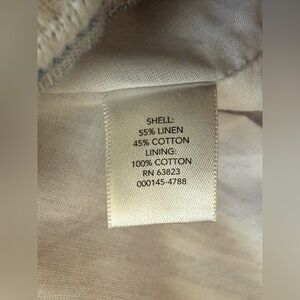 SHELL:
55% LINEN
45% COTTON
LINING:
100% COTTON
RN 63823
000145-4788